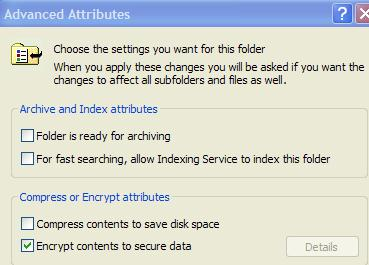 Advanced Attributes
Choose the settings you want for this folder
When you apply these changes you will be asked if you want the
changes to affect all subfolders and files as well.
Archive and Index attributes
Folder is ready for archiving
For fast searching, allow Indexing Service to index this folder
Compress or Encrypt attributes
Compress contents to save disk space
Encrypt contents to secure data
Details